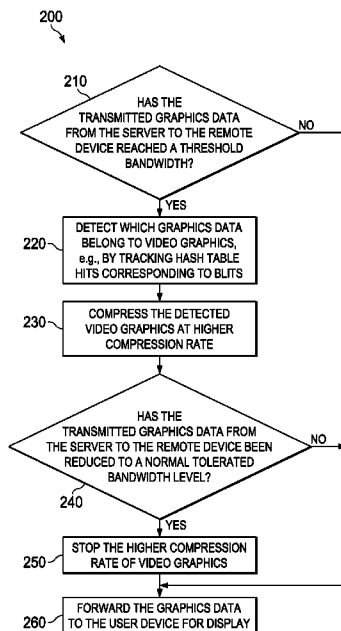 200
210
HAS THE
TRANSMITTED GRAPHICS DATA
FROM THE SERVER TO THE REMOTE
DEVICE REACHED A THRESHOLD
BANDWIDTH?
NO
YES
220
DETECT WHICH GRAPHICS DATA
BELONG TO VIDEO GRAPHICS,
e.g., BY TRACKING HASH TABLE
HITS CORRESPONDING TO BLITS
230
COMPRESS THE DETECTED
VIDEO GRAPHICS AT HIGHER
COMPRESSION RATE
HAS THE
TRANSMITTED GRAPHICS DATA FROM
THE SERVER TO THE REMOTE DEVICE BEEN
REDUCED TO A NORMAL TOLERATED
BANDWIDTH LEVEL?
NO
240
YES
250
STOP THE HIGHER COMPRESSION
RATE OF VIDEO GRAPHICS
260
FORWARD THE GRAPHICS DATA
TO THE USER DEVICE FOR DISPLAY